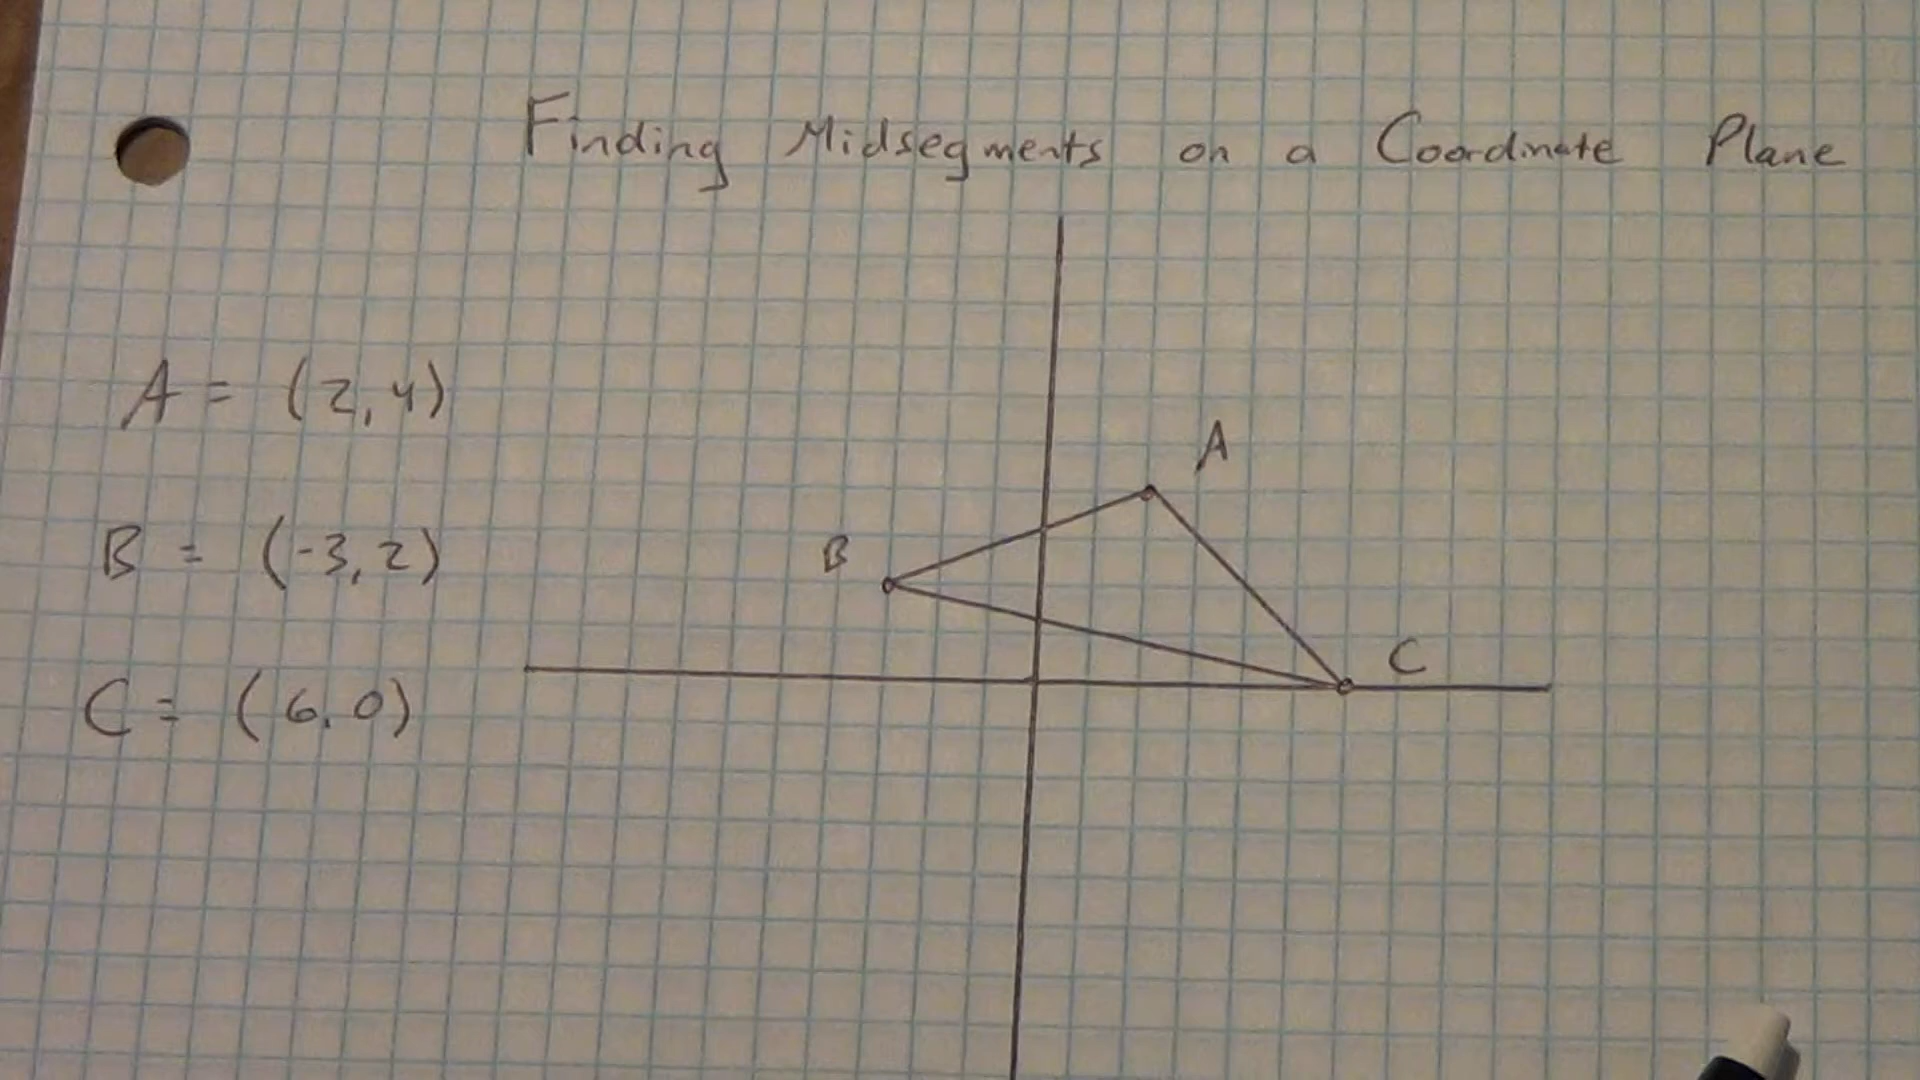 Finding Midsegments on a Coordinate Plane
A = (2,4)
A
B = (-3,2)
B
C = (6,0)
C